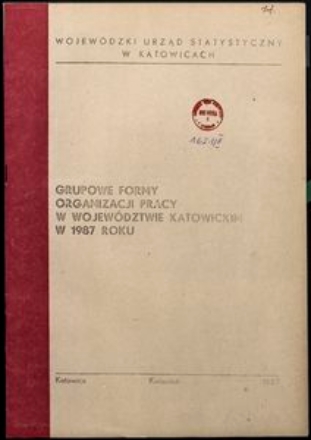 WOJEWÓDZKI URZĄD STATYSTYCZNY
W KATOWICACH
GRUPOWE FORMY
ORGANIZACJI PRACY
W WOJEWÓDZTWIE KATOWICKIM
W 1987 ROKU
Katowice